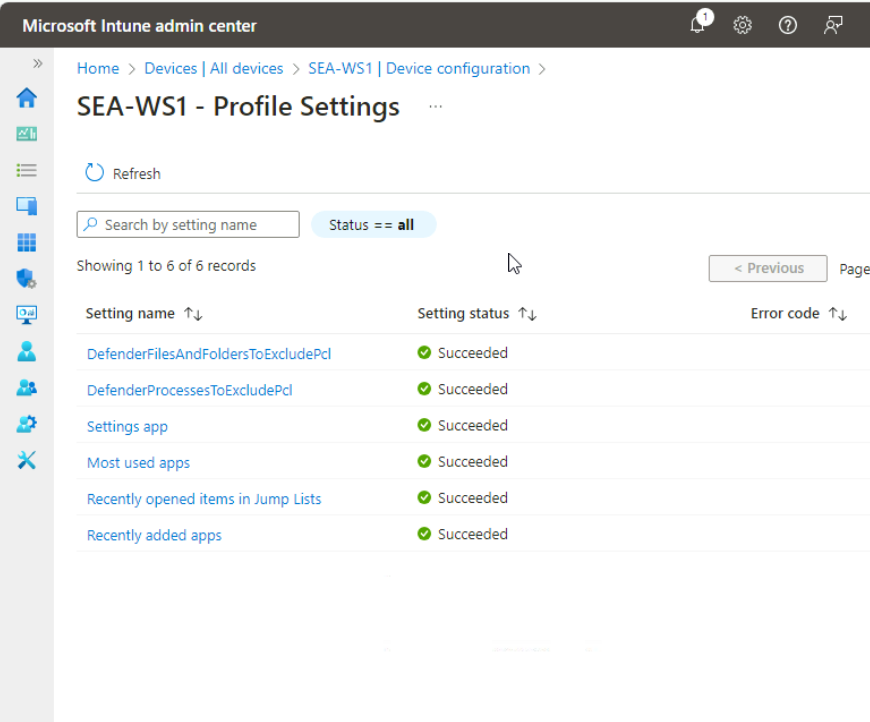 Microsoft Intune admin center
1
Home > Devices | All devices > SEA-WS1 | Device configuration >
SEA-WS1 - Profile Settings ...
Refresh
Search by setting name
Status == all
Showing 1 to 6 of 6 records
< Previous
Page
Setting name ↑↓ Setting status ↑↓ Error code ↑↓
DefenderFilesAndFoldersToExcludePcl Succeeded
DefenderProcessesToExcludePcl Succeeded
Settings app Succeeded
Most used apps Succeeded
Recently opened items in Jump Lists Succeeded
Recently added apps Succeeded